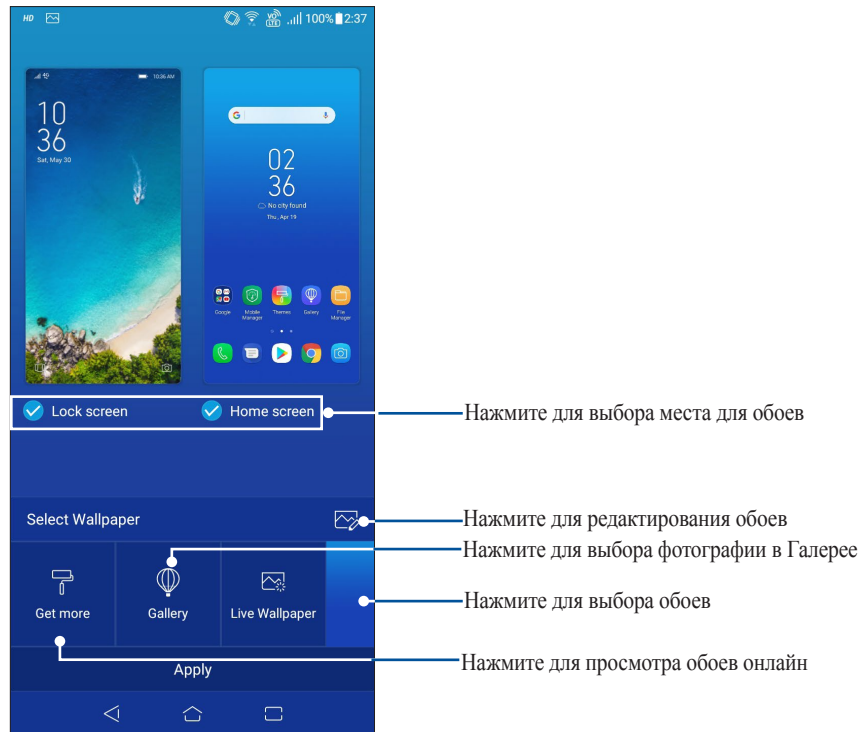 HD VO LTE 100% 2:37
4G 10:36 AM
10
36
Sat, May 30
G
02
36
No city found
Thu, Apr 19
Google Mobile Manager Themes Gallery File Manager
Lock screen Home screen
Нажмите для выбора места для обоев
Select Wallpaper
Нажмите для редактирования обоев
Нажмите для выбора фотографии в Галерее
Get more Gallery Live Wallpaper
Нажмите для выбора обоев
Нажмите для просмотра обоев онлайн
Apply